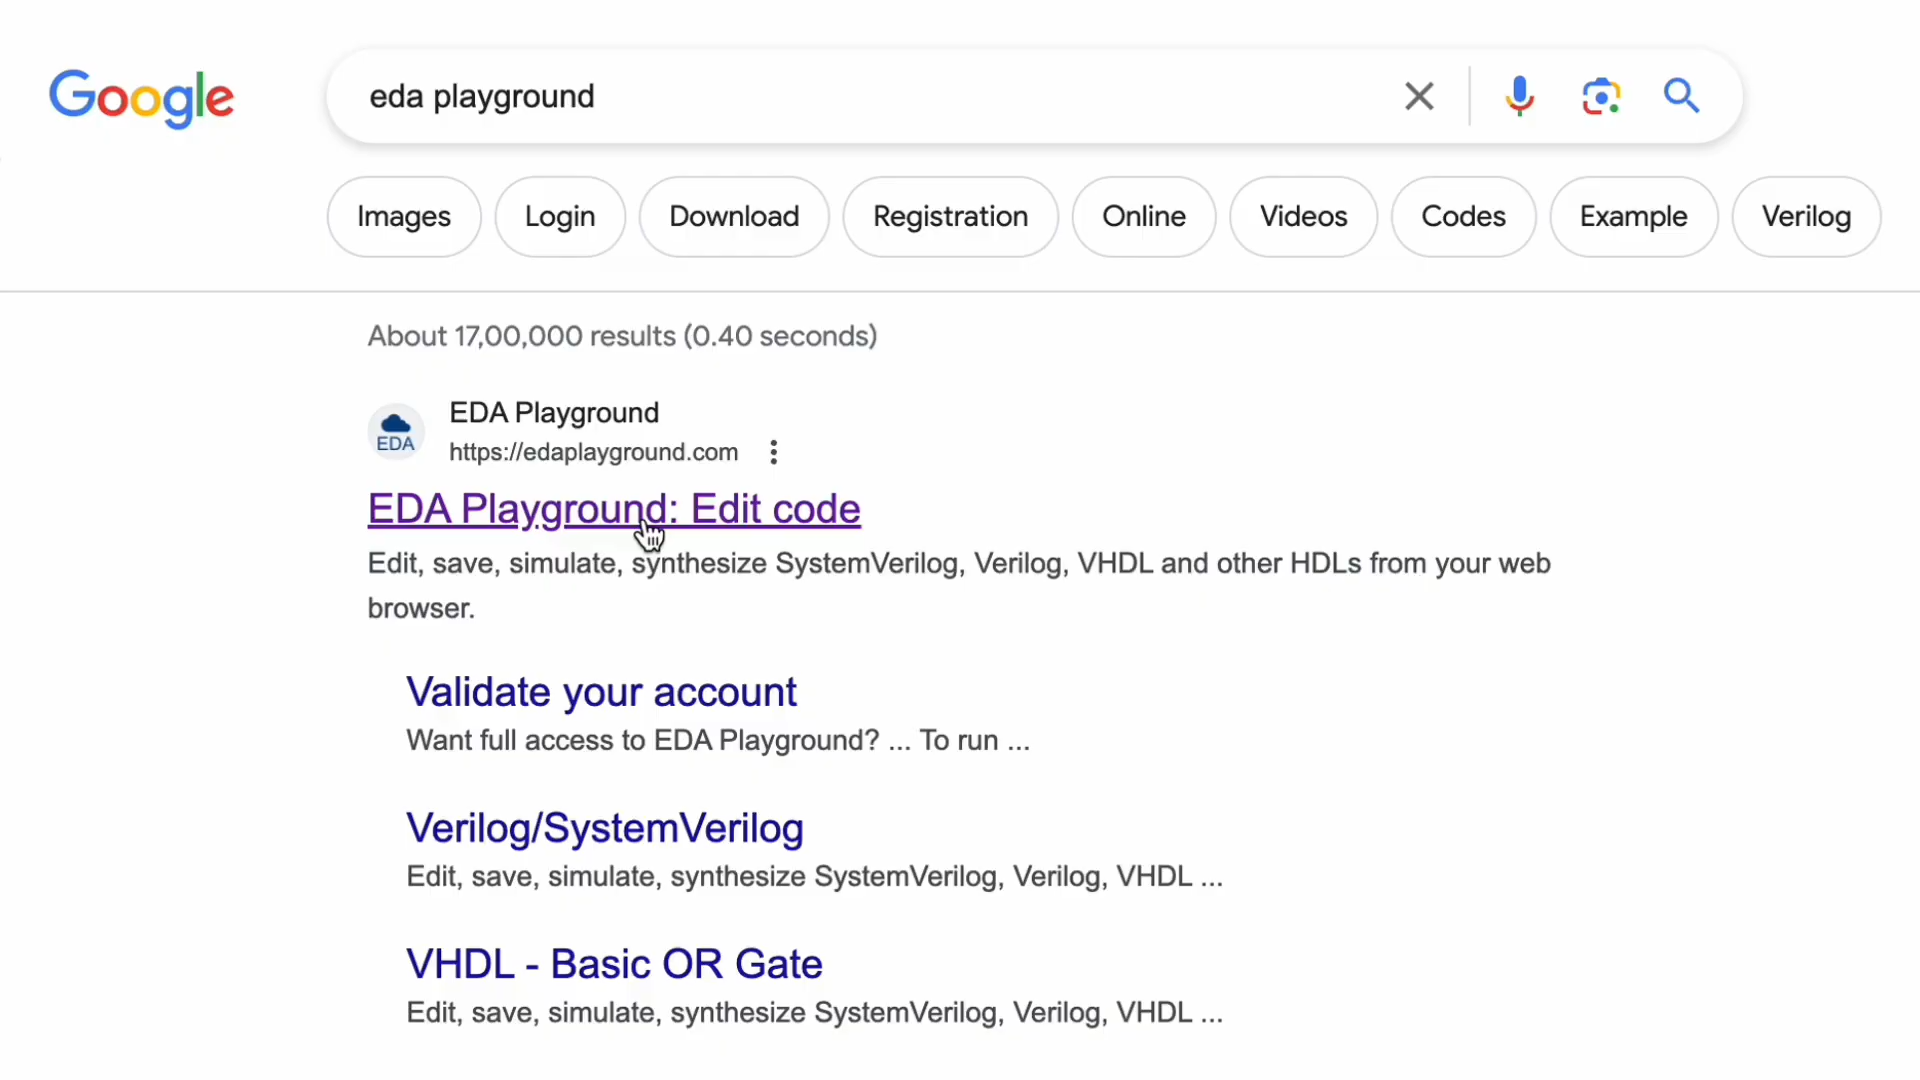 Google
eda playground
Images
Login
Download
Registration
Online
Videos
Codes
Example
Verilog
About 17,00,000 results (0.40 seconds)
EDA
EDA Playground
https://edaplayground.com
EDA Playground: Edit code
Edit, save, simulate, synthesize SystemVerilog, Verilog, VHDL and other HDLs from your web
browser.
Validate your account
Want full access to EDA Playground? ... To run ...
Verilog/SystemVerilog
Edit, save, simulate, synthesize SystemVerilog, Verilog, VHDL ...
VHDL - Basic OR Gate
Edit, save, simulate, synthesize SystemVerilog, Verilog, VHDL ...